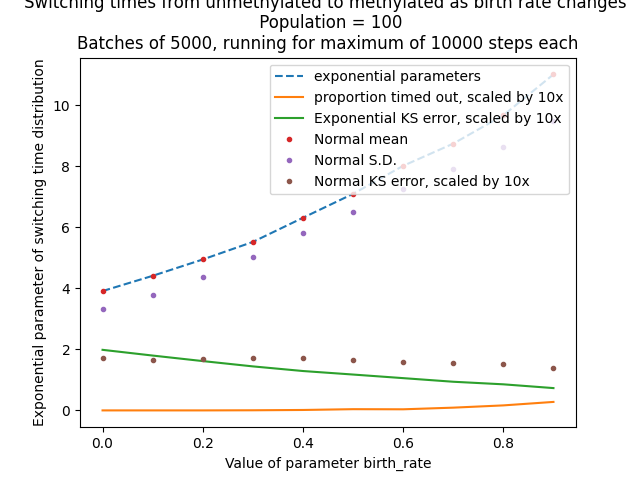 Switching times from unmethylated to methylated as birth rate changes
Population = 100
Batches of 5000, running for maximum of 10000 steps each
Exponential parameter of switching time distribution
10
8
6
4
2
0
exponential parameters
proportion timed out, scaled by 10x
Exponential KS error, scaled by 10x
Normal mean
Normal S.D.
Normal KS error, scaled by 10x
0.0
0.2
0.4
0.6
0.8
Value of parameter birth_rate